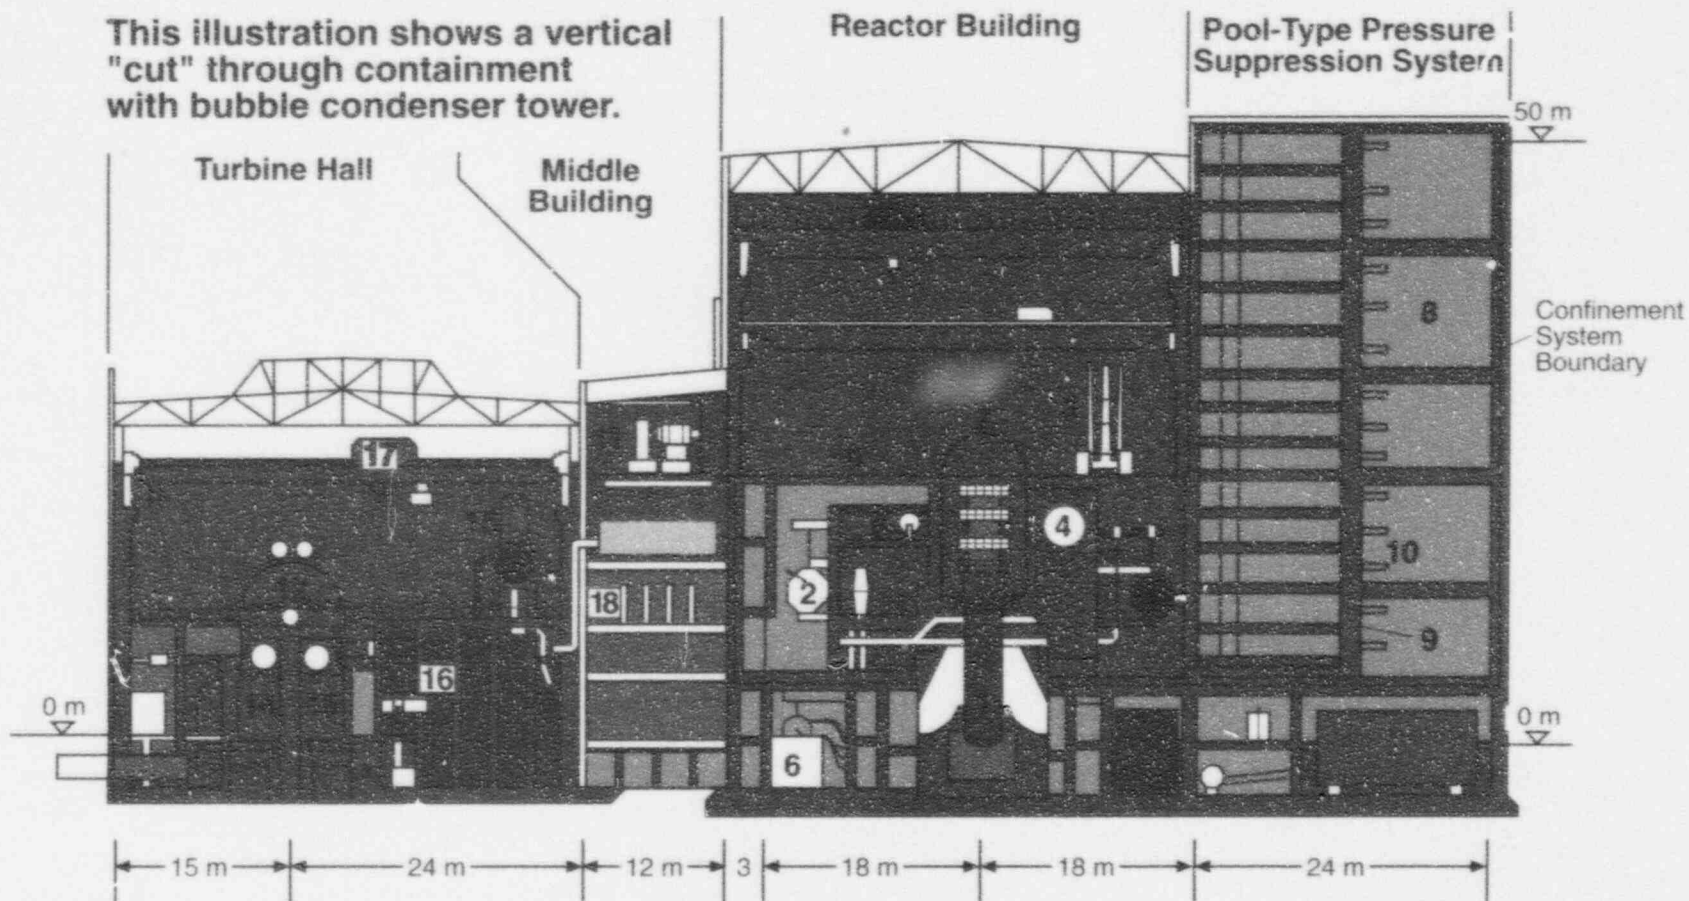 This illustration shows a vertical
"cut" through containment
with bubble condenser tower.
Reactor Building
Pool-Type Pressure
Suppression System
Turbine Hall
Middle
Building
50 m
Confinement
System
Boundary
17
8
4
10
2
18
9
16
0 m
0 m
6
15 m
24 m
12 m
3
18 m
18 m
24 m